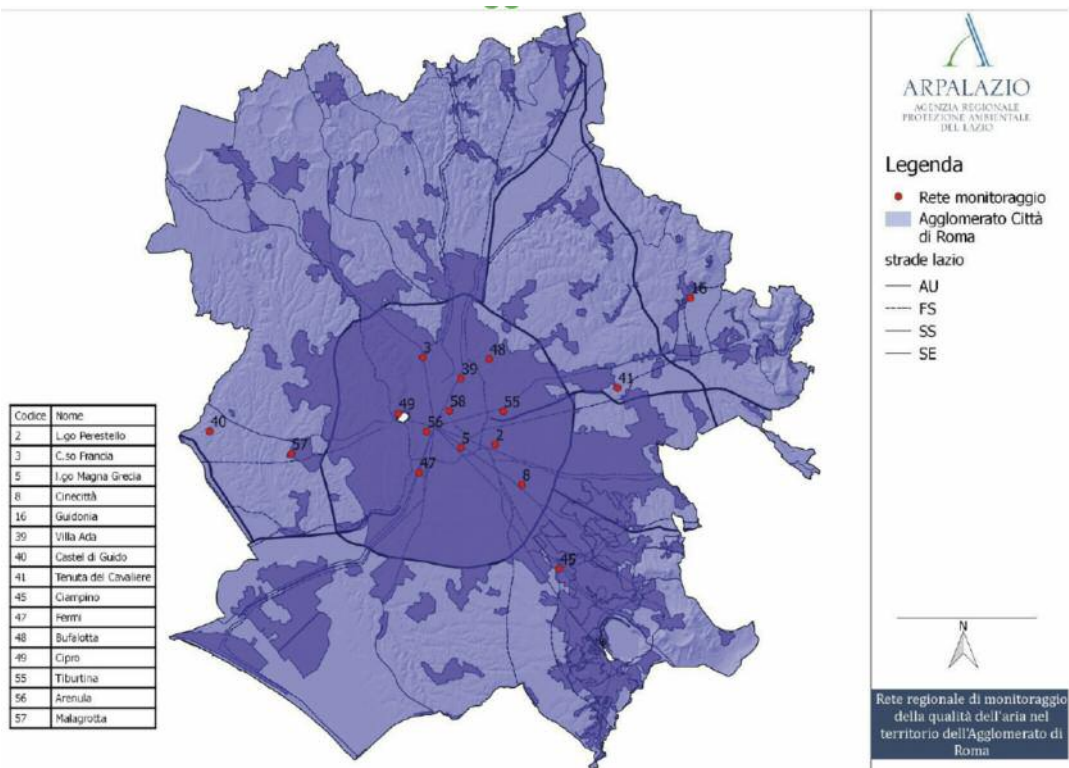 ARPALAZIO
AGENZIA REGIONALE
PROTEZIONE AMBIENTALE
DEL LAZIO
Legenda
Rete monitoraggio
Agglomerato Città
di Roma
strade lazio
AU
FS
SS
SE
16
3
48
39
41
49
58
55
40
56
57
5
2
47
8
45
Codice Nome
2 L.go Perestello
3 C.so Francia
5 l.go Magna Grecia
8 Cinecittà
16 Guidonia
39 Villa Ada
40 Castel di Guido
41 Tenuta del Cavaliere
45 Ciampino
47 Fermi
48 Bufalotta
49 Cipro
55 Tiburtina
56 Arenula
57 Malagrotta
N
Rete regionale di monitoraggio
della qualità dell'aria nel
territorio dell'Agglomerato di
Roma